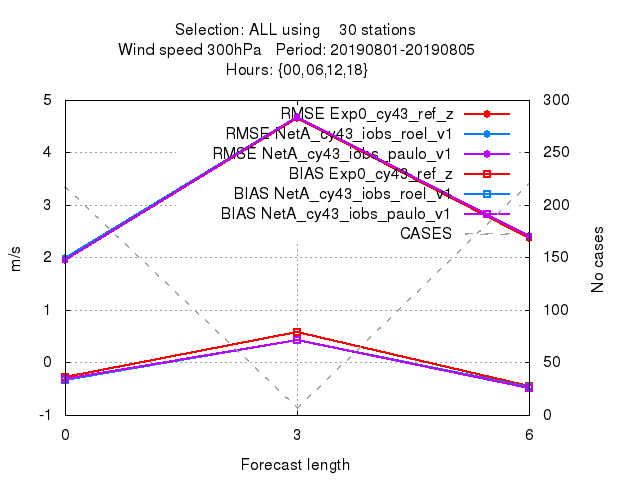 Selection: ALL using 30 stations
Wind speed 300hPa Period: 20190801-20190805
Hours: {00,06,12,18}
RMSE Exp0_cy43_ref_z
RMSE NetA_cy43_iobs_roel_v1
RMSE NetA_cy43_iobs_paulo_v1
BIAS Exp0_cy43_ref_z
BIAS NetA_cy43_iobs_roel_v1
BIAS NetA_cy43_iobs_paulo_v1
CASES
5
4
3
2
1
0
-1
m/s
300
250
200
150
100
50
0
No cases
0
3
6
Forecast length